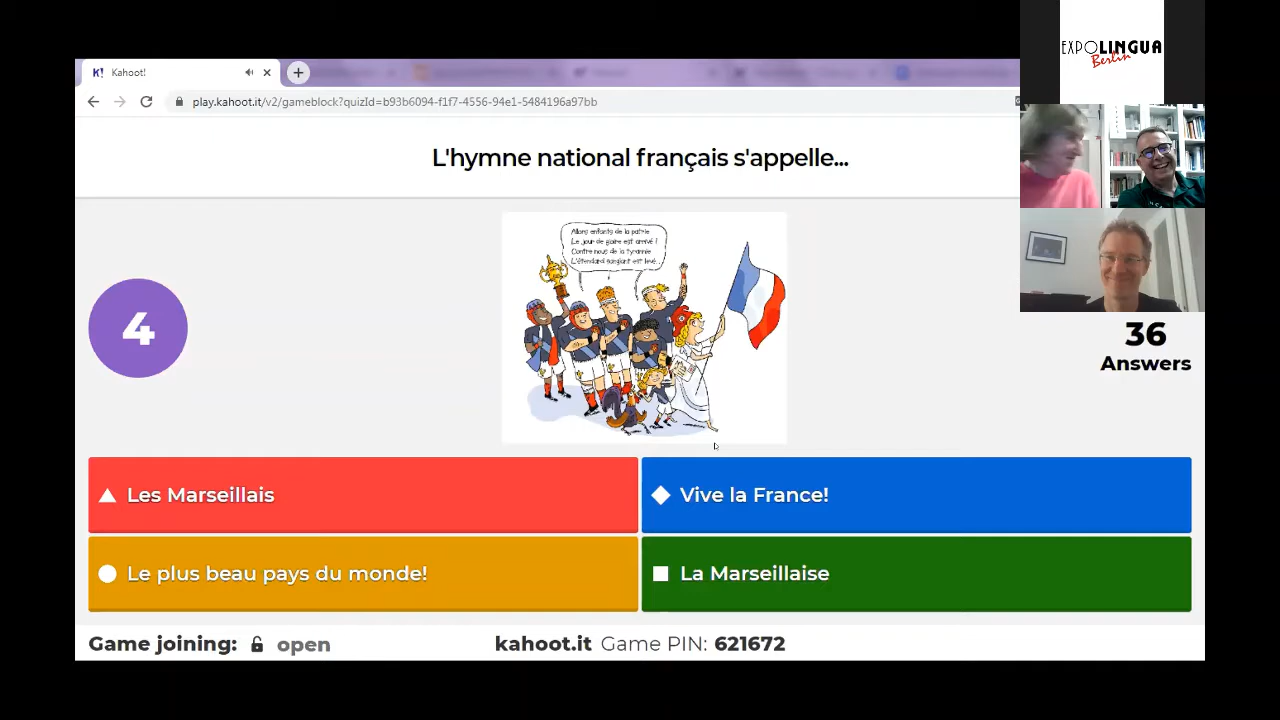 EXPOLINGUA
Berlin
Kahoot!
play.kahoot.it/v2/gameblock?quizId=b93b6094-f1f7-4556-94e1-5484196a97bb
L'hymne national français s'appelle...
Allons enfants de la patrie
Le jour de gloire est arrivé !
Contre nous de la tyrannie
L'étendard sanglant est levé...
4
36
Answers
Les Marseillais
Vive la France!
Le plus beau pays du monde!
La Marseillaise
Game joining: open
kahoot.it Game PIN: 621672